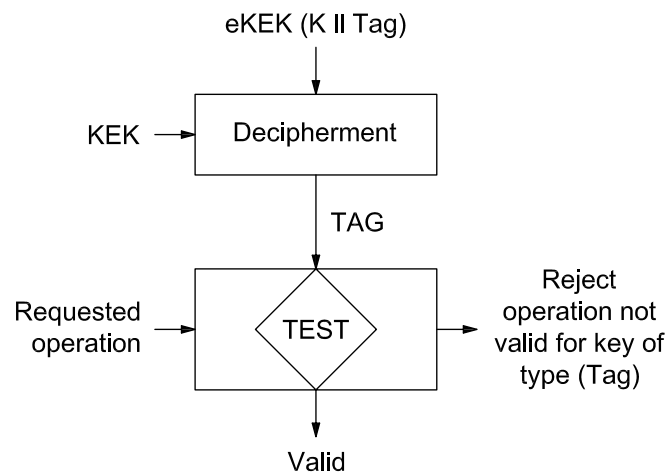 eKEK (K II Tag)
KEK
Decipherment
TAG
Requested
operation
TEST
Reject
operation not
valid for key of
type (Tag)
Valid